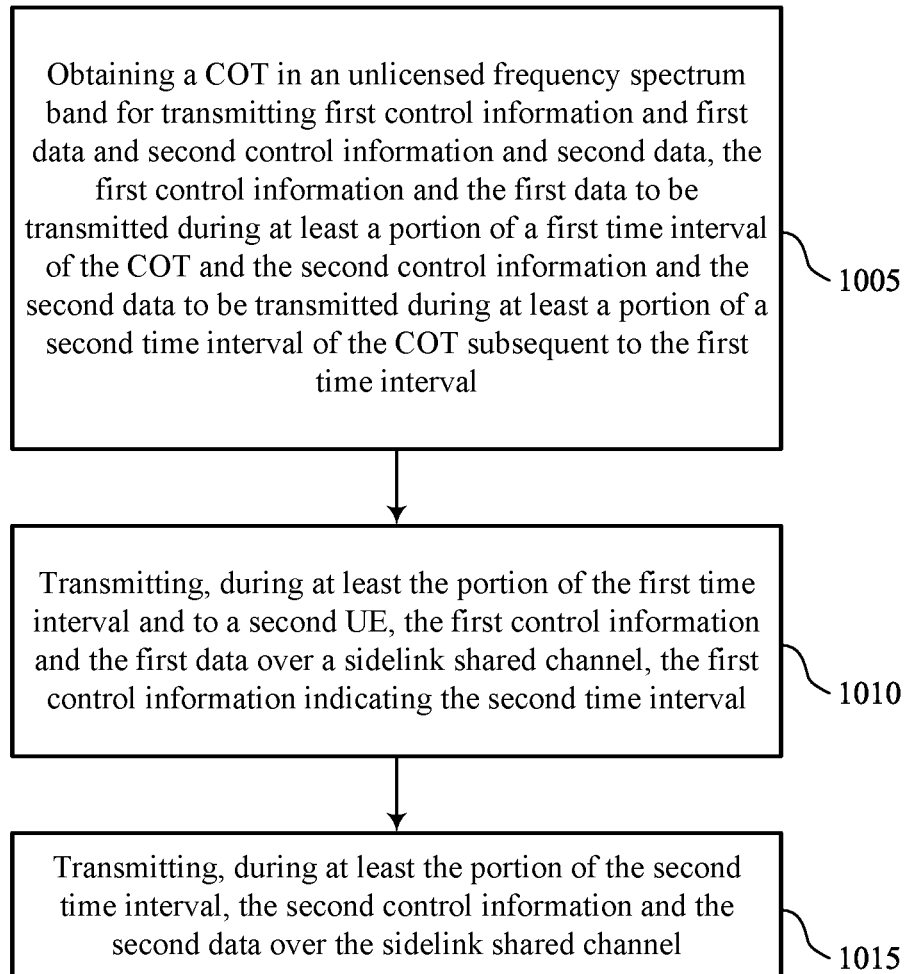 Obtaining a COT in an unlicensed frequency spectrum
band for transmitting first control information and first
data and second control information and second data, the
first control information and the first data to be
transmitted during at least a portion of a first time interval
of the COT and the second control information and the
second data to be transmitted during at least a portion of a
second time interval of the COT subsequent to the first
time interval
1005
Transmitting, during at least the portion of the first time
interval and to a second UE, the first control information
and the first data over a sidelink shared channel, the first
control information indicating the second time interval
1010
Transmitting, during at least the portion of the second
time interval, the second control information and the
second data over the sidelink shared channel
1015